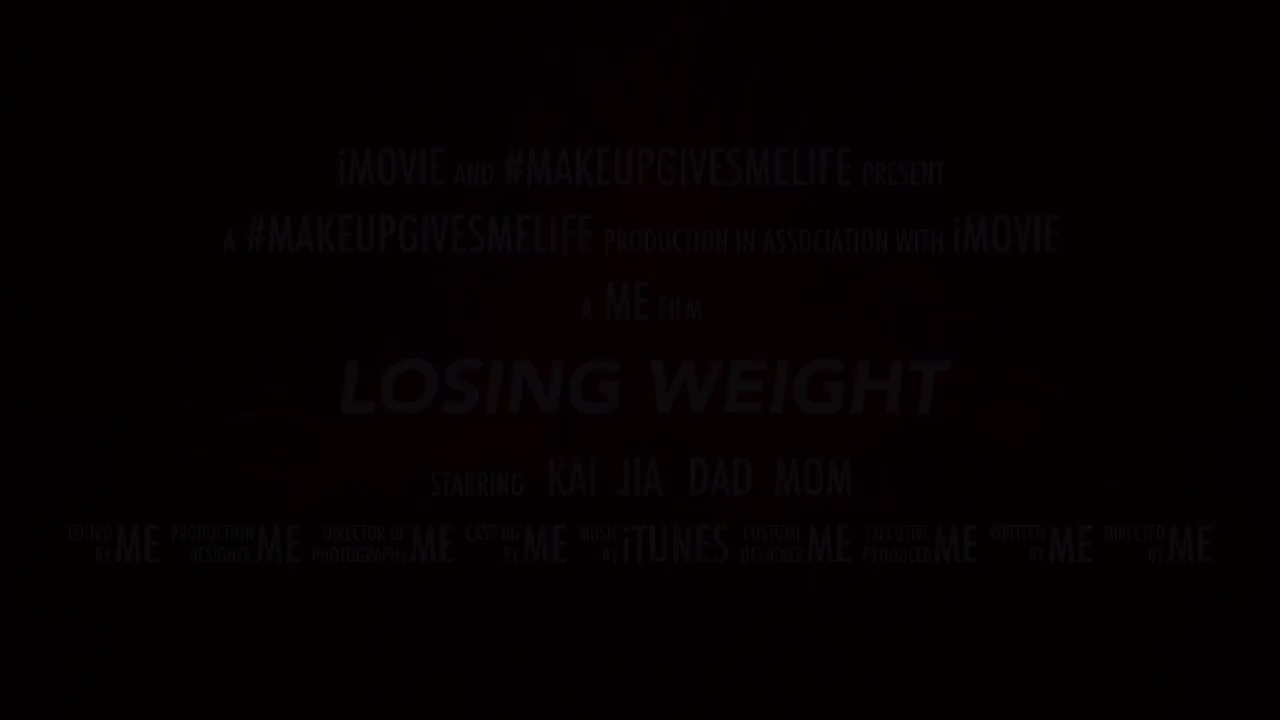 iMOVIE AND #MAKEUPGIVESMELIFE PRESENT
A #MAKEUPGIVESMELIFE PRODUCTION IN ASSOCIATION WITH iMOVIE
A ME FILM
LOSING WEIGHT
STARRING KAI JIA DAD MOM
EDITED BY ME PRODUCTION DESIGNER ME DIRECTOR OF PHOTOGRAPHY ME CASTING BY ME MUSIC BY iTUNES COSTUME DESIGNER ME EXECUTIVE PRODUCER ME WRITTEN BY ME DIRECTED BY ME